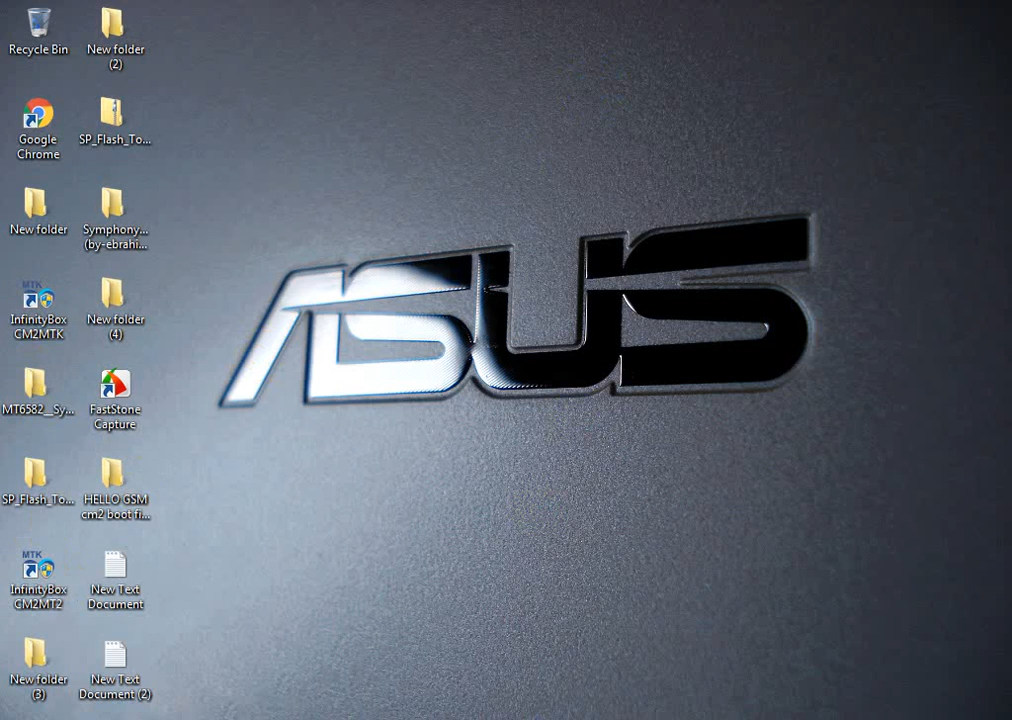 Recycle Bin
New folder
(2)
Google
Chrome
SP_Flash_To...
New folder
Symphony...
(by-ebrahi...
MTK
InfinityBox
CM2MTK
New folder
(4)
MT6582__Sy...
FastStone
Capture
SP_Flash_To...
HELLO GSM
cm2 boot fi...
MTK
InfinityBox
CM2MT2
New Text
Document
New folder
(3)
New Text
Document (2)
ASUS